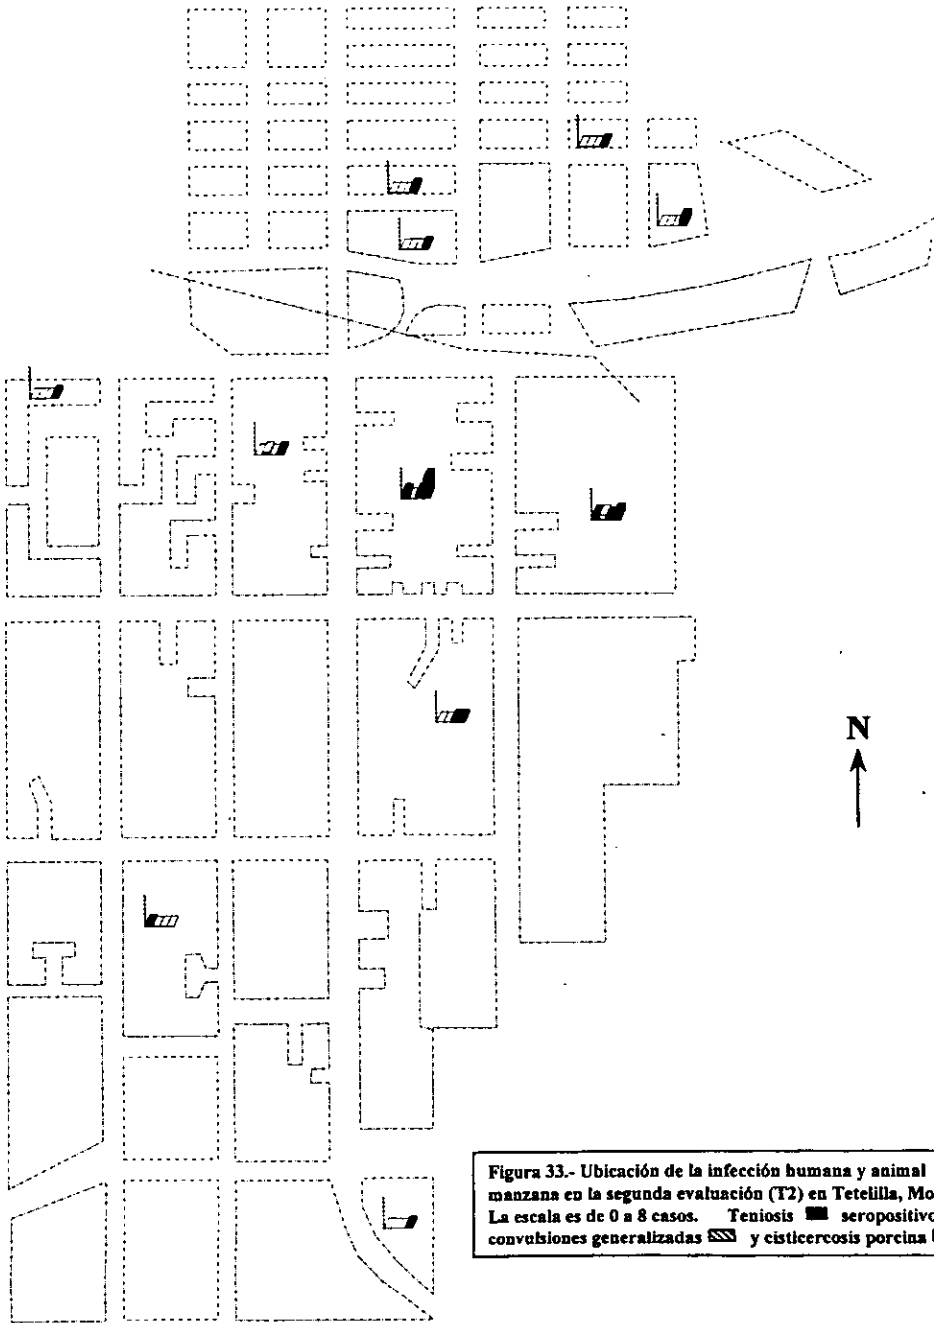 N
Figura 33.- Ubicación de la infección humana y animal
manzana en la segunda evaluación (T2) en Tetelilla, Mo
La escala es de 0 a 8 casos. Teniosis seropositivo
convulsiones generalizadas y cisticercosis porcina